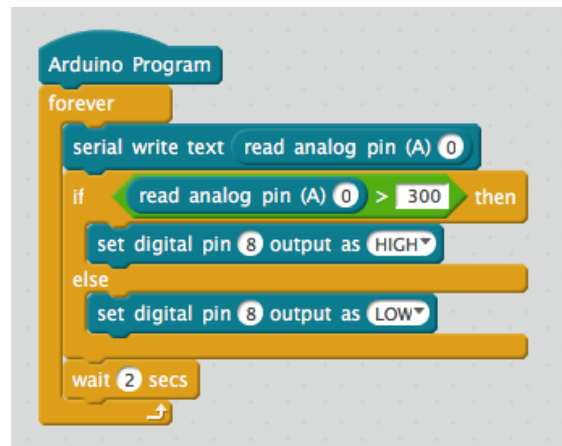 Arduino Program
forever
serial write text read analog pin (A) 0
if read analog pin (A) 0 > 300 then
set digital pin 8 output as HIGH
else
set digital pin 8 output as LOW
wait 2 secs